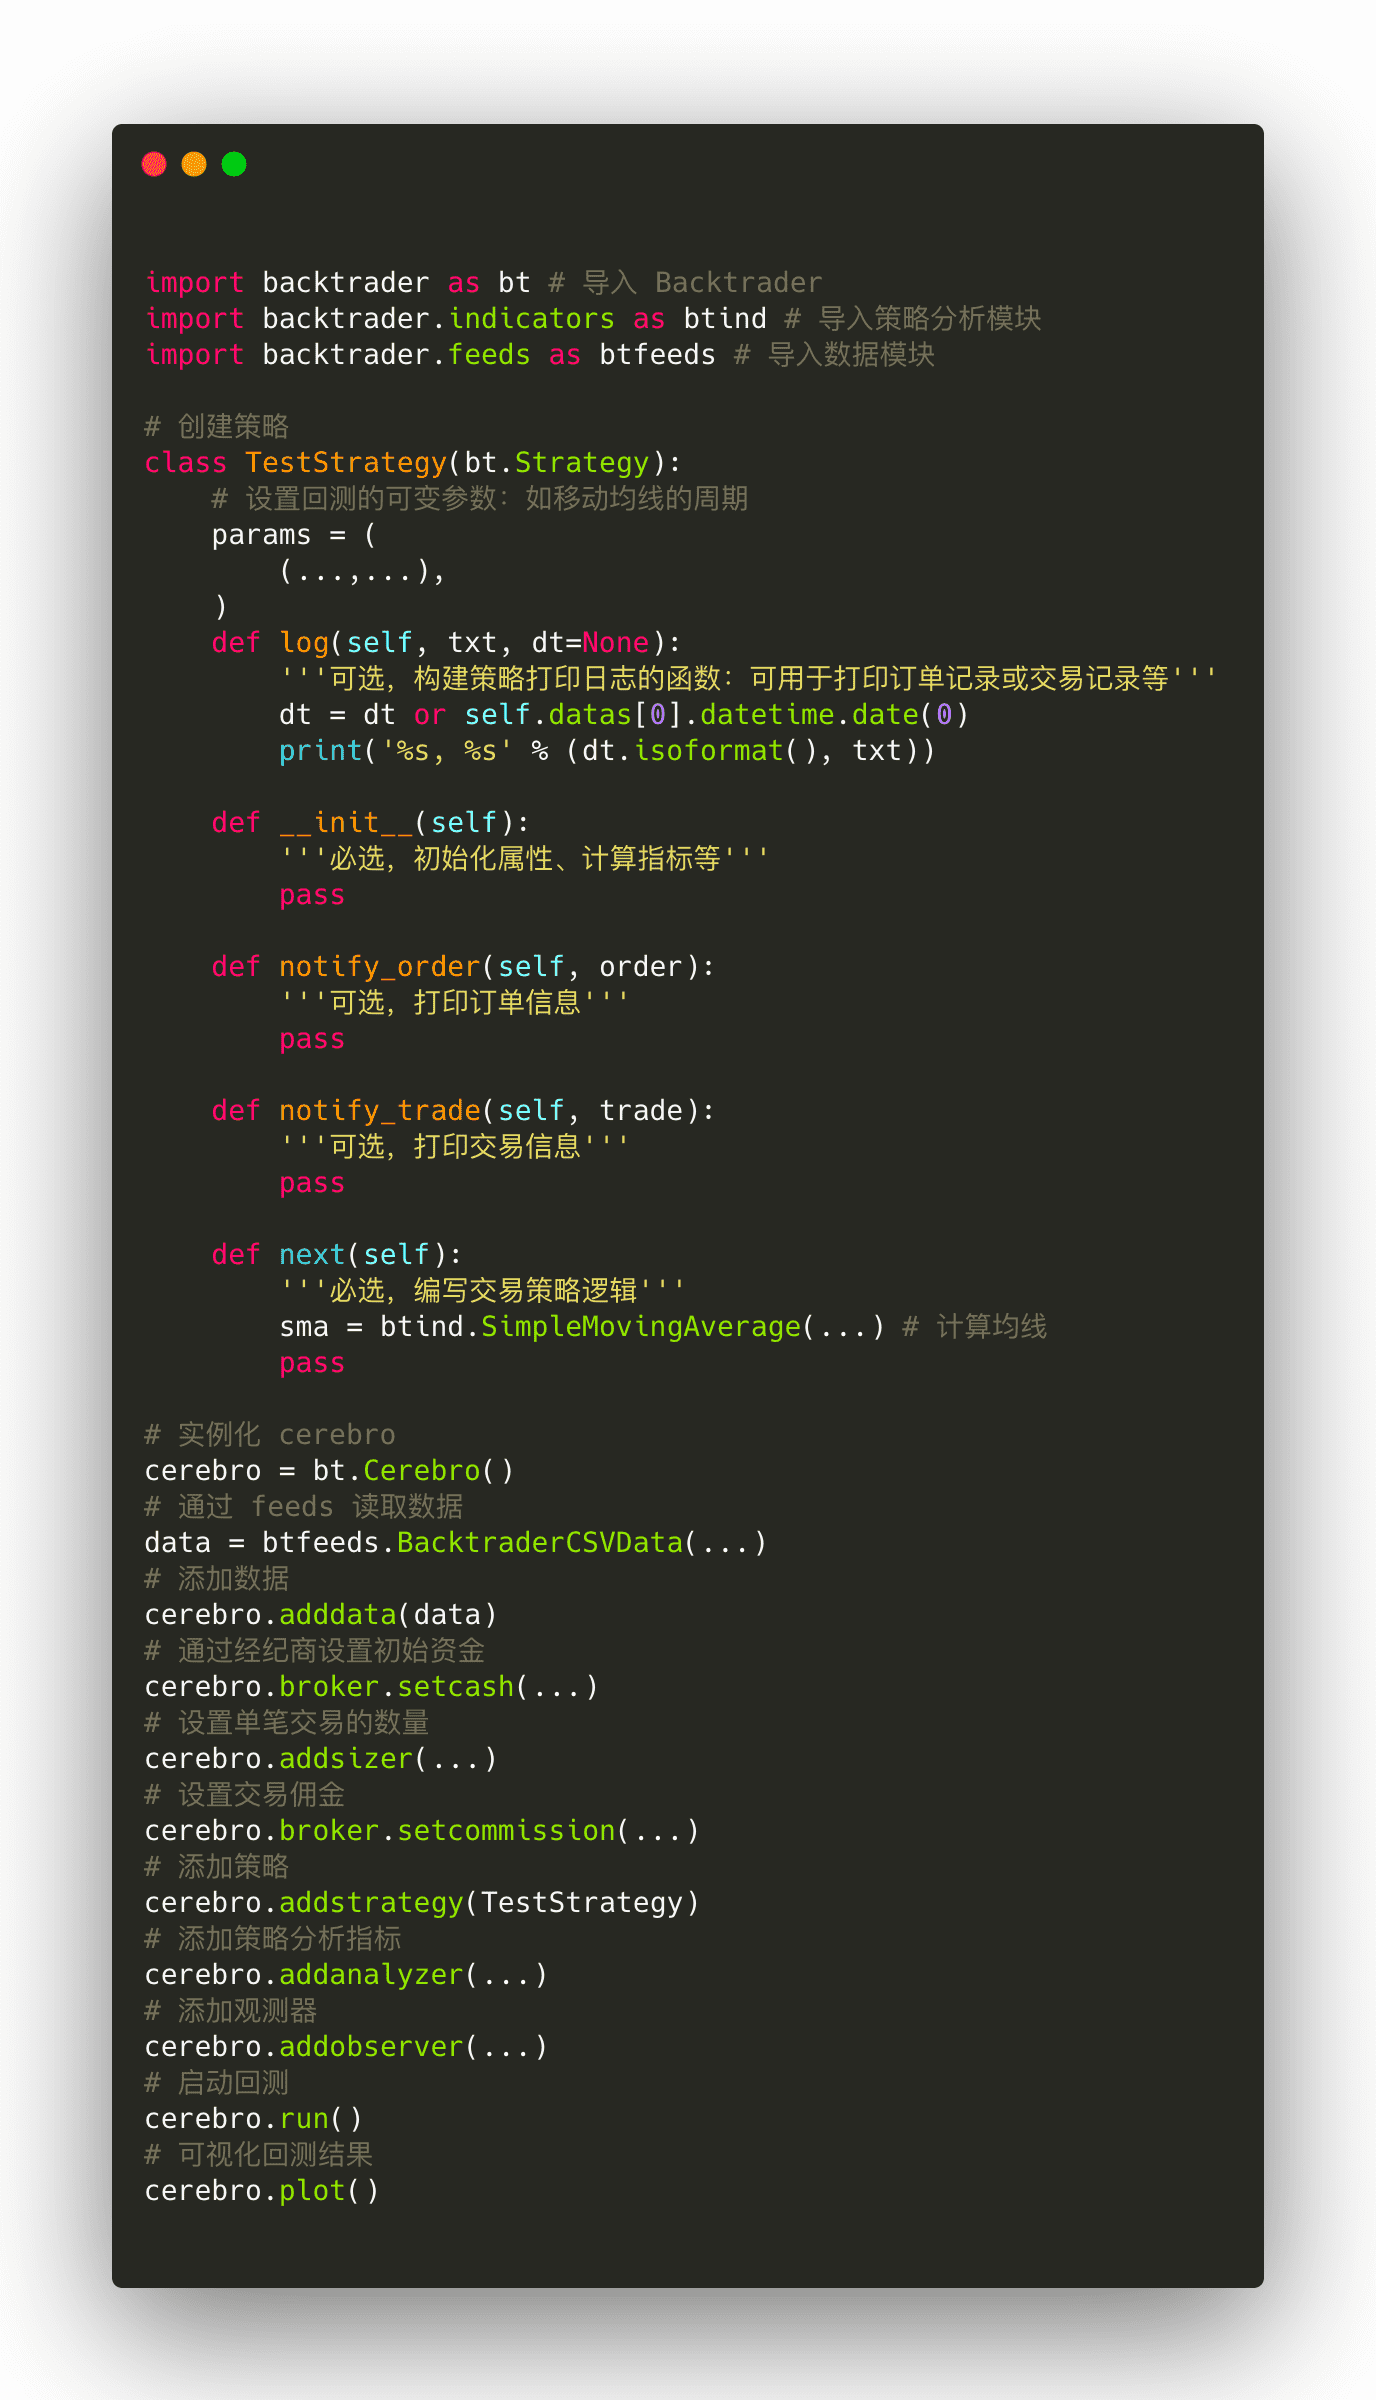 import backtrader as bt # 导入 Backtrader
import backtrader.indicators as btind # 导入策略分析模块
import backtrader.feeds as btfeeds # 导入数据模块

# 创建策略
class TestStrategy(bt.Strategy):
    # 设置回测的可变参数：如移动均线的周期
    params = (
        (...,...),
    )
    def log(self, txt, dt=None):
        '''可选，构建策略打印日志的函数：可用于打印订单记录或交易记录等'''
        dt = dt or self.datas[0].datetime.date(0)
        print('%s, %s' % (dt.isoformat(), txt))

    def __init__(self):
        '''必选，初始化属性、计算指标等'''
        pass

    def notify_order(self, order):
        '''可选，打印订单信息'''
        pass

    def notify_trade(self, trade):
        '''可选，打印交易信息'''
        pass

    def next(self):
        '''必选，编写交易策略逻辑'''
        sma = btind.SimpleMovingAverage(...) # 计算均线
        pass

# 实例化 cerebro
cerebro = bt.Cerebro()
# 通过 feeds 读取数据
data = btfeeds.BacktraderCSVData(...)
# 添加数据
cerebro.adddata(data)
# 通过经纪商设置初始资金
cerebro.broker.setcash(...)
# 设置单笔交易的数量
cerebro.addsizer(...)
# 设置交易佣金
cerebro.broker.setcommission(...)
# 添加策略
cerebro.addstrategy(TestStrategy)
# 添加策略分析指标
cerebro.addanalyzer(...)
# 添加观测器
cerebro.addobserver(...)
# 启动回测
cerebro.run()
# 可视化回测结果
cerebro.plot()